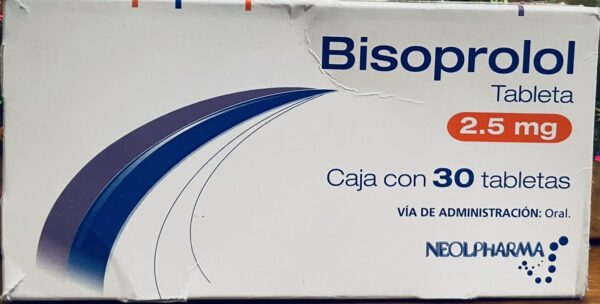 Bisoprolol
Tableta
2.5 mg
Caja con 30 tabletas
VÍA DE ADMINISTRACIÓN: Oral.
NEOLPHARMA